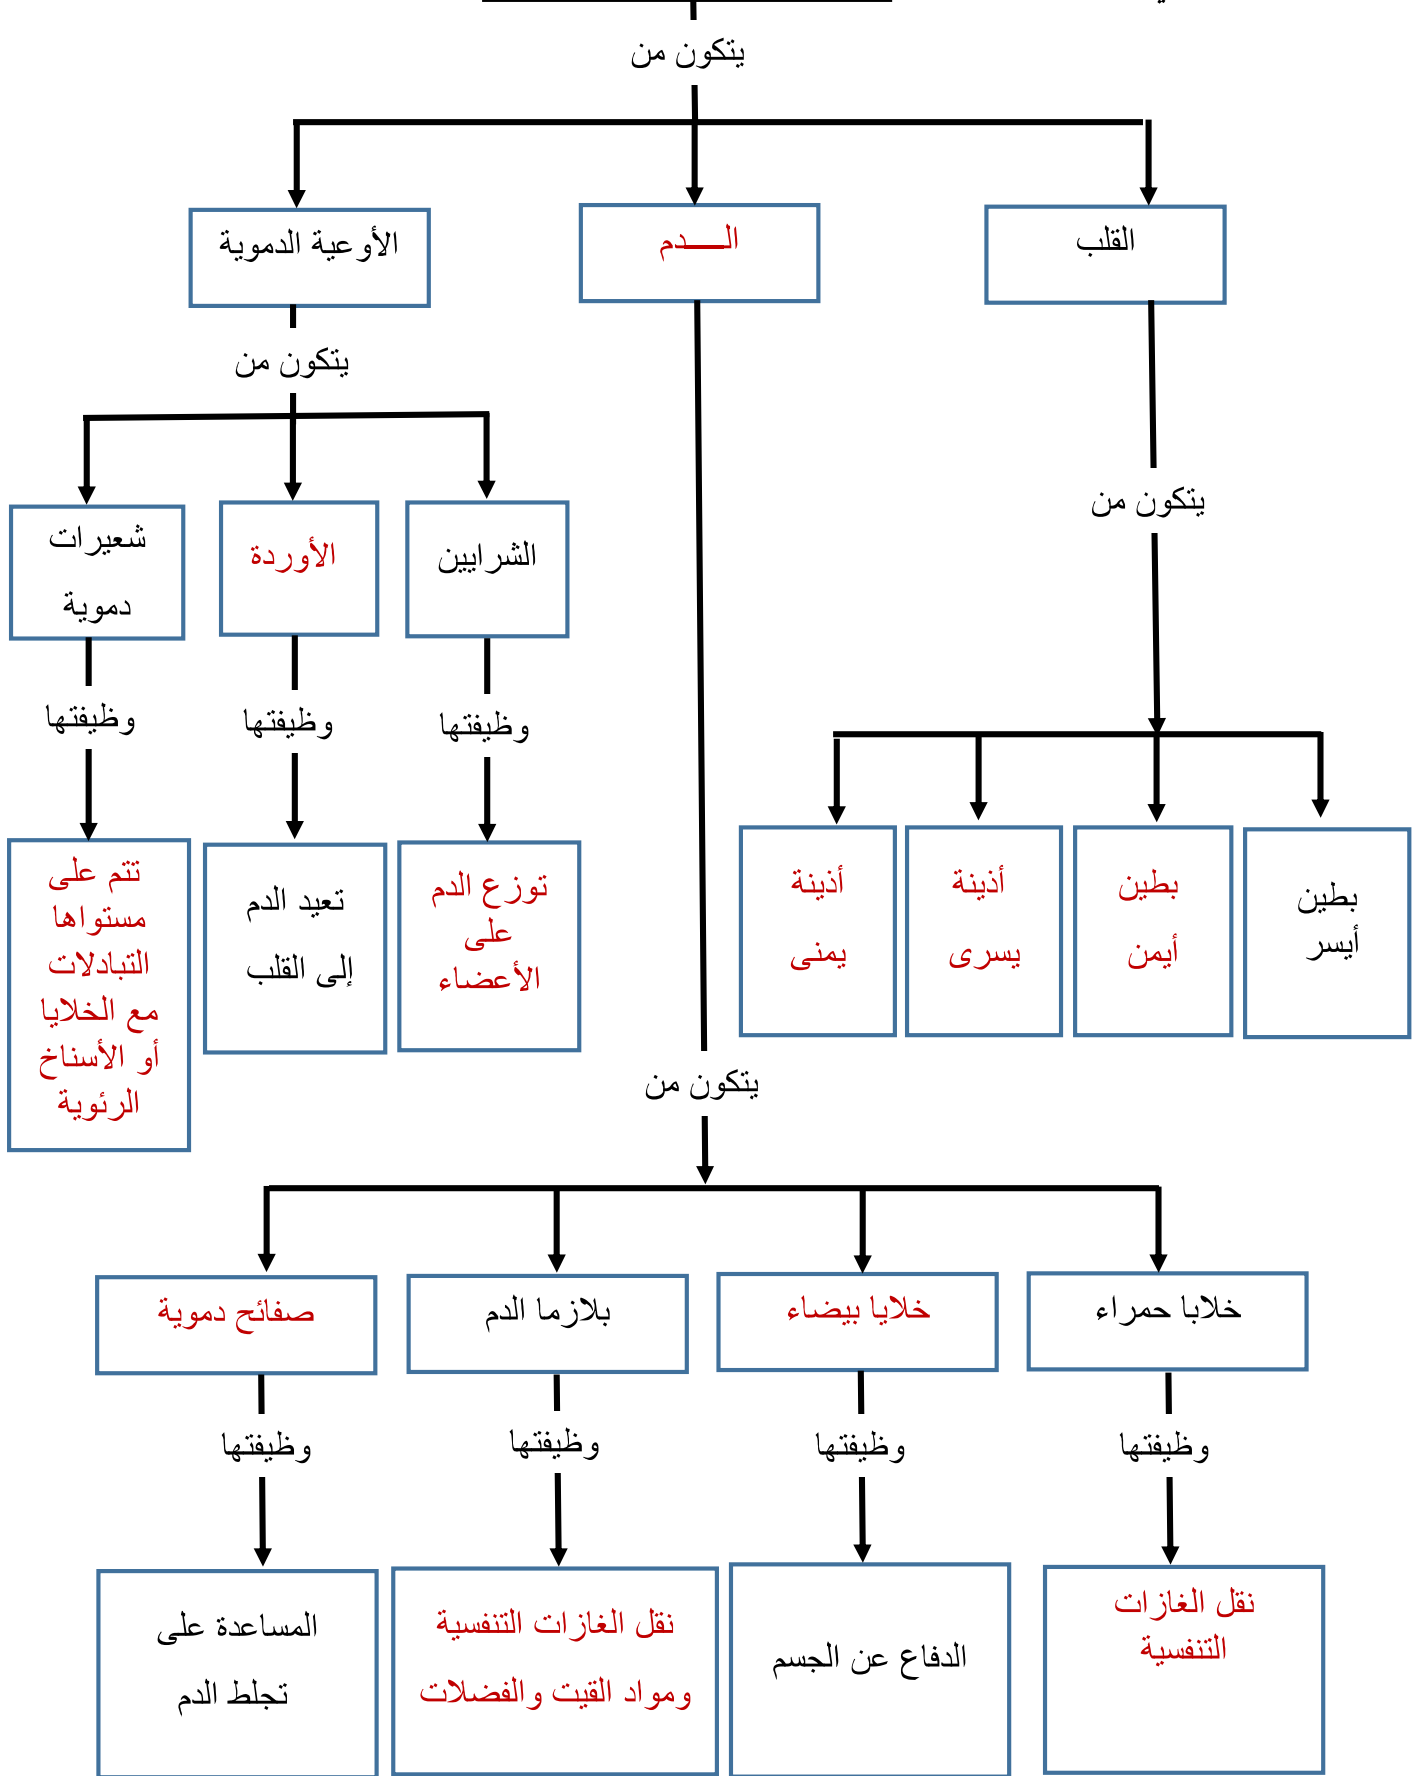 يتكون من
القلب
الـــدم
الأوعية الدموية
يتكون من
يتكون من
الشرايين
الأوردة
شعيرات
دموية
وظيفتها
وظيفتها
وظيفتها
بطين
أيسر
بطين
أيمن
أذينة
يسرى
أذينة
يمنى
توزع الدم
على
الأعضاء
تعيد الدم
إلى القلب
تتم على
مستواها
التبادلات
مع الخلايا
أو الأسناخ
الرئوية
يتكون من
خلابا حمراء
خلايا بيضاء
بلازما الدم
صفائح دموية
وظيفتها
وظيفتها
وظيفتها
وظيفتها
نقل الغازات
التنفسية
الدفاع عن الجسم
نقل الغازات التنفسية
ومواد القيت والفضلات
المساعدة على
تجلط الدم